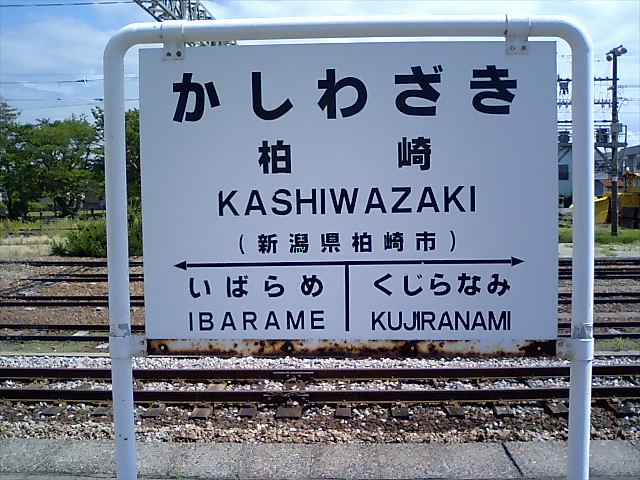 かしわざき
柏崎
KASHIWAZAKI
(新潟県柏崎市)
いばらめ くじらなみ
IBARAME KUJIRANAMI